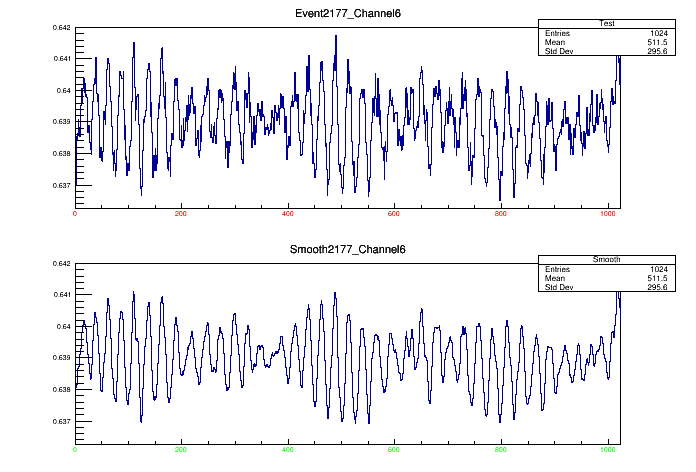 Event2177_Channel6
Test
Entries 1024
Mean 511.5
Std Dev 295.6
0.642
0.641
0.64
0.639
0.638
0.637
0 200 400 600 800 1000
Smooth2177_Channel6
Smooth
Entries 1024
Mean 511.5
Std Dev 295.6
0.642
0.641
0.64
0.639
0.638
0.637
0 200 400 600 800 1000